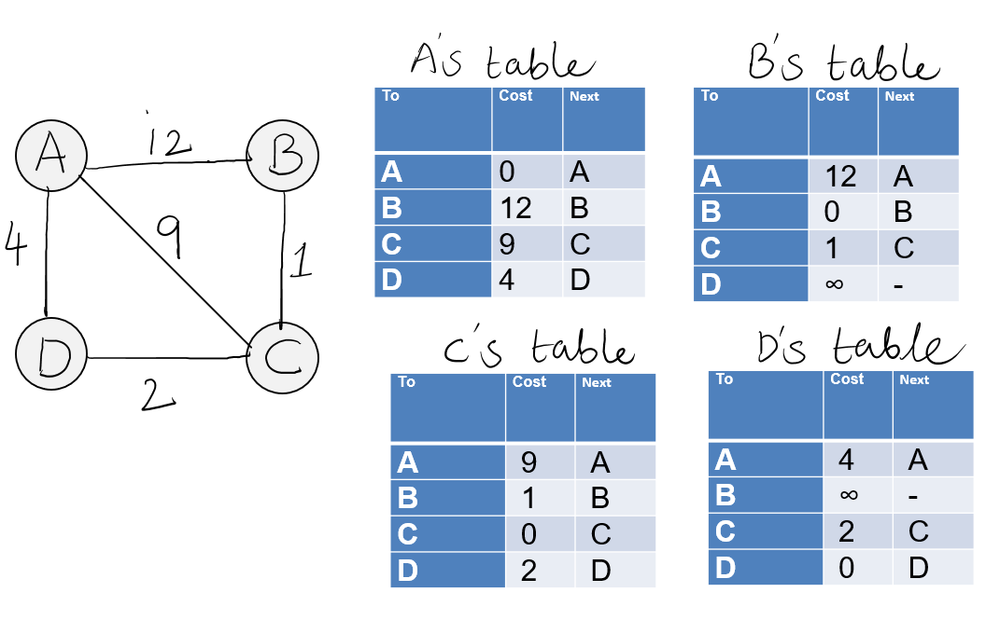 A
12
B
4
9
1
D
C
2
A's table
To Cost Next
A 0 A
B 12 B
C 9 C
D 4 D
B's table
To Cost Next
A 12 A
B 0 B
C 1 C
D ∞ -
C's table
To Cost Next
A 9 A
B 1 B
C 0 C
D 2 D
D's table
To Cost Next
A 4 A
B ∞ -
C 2 C
D 0 D